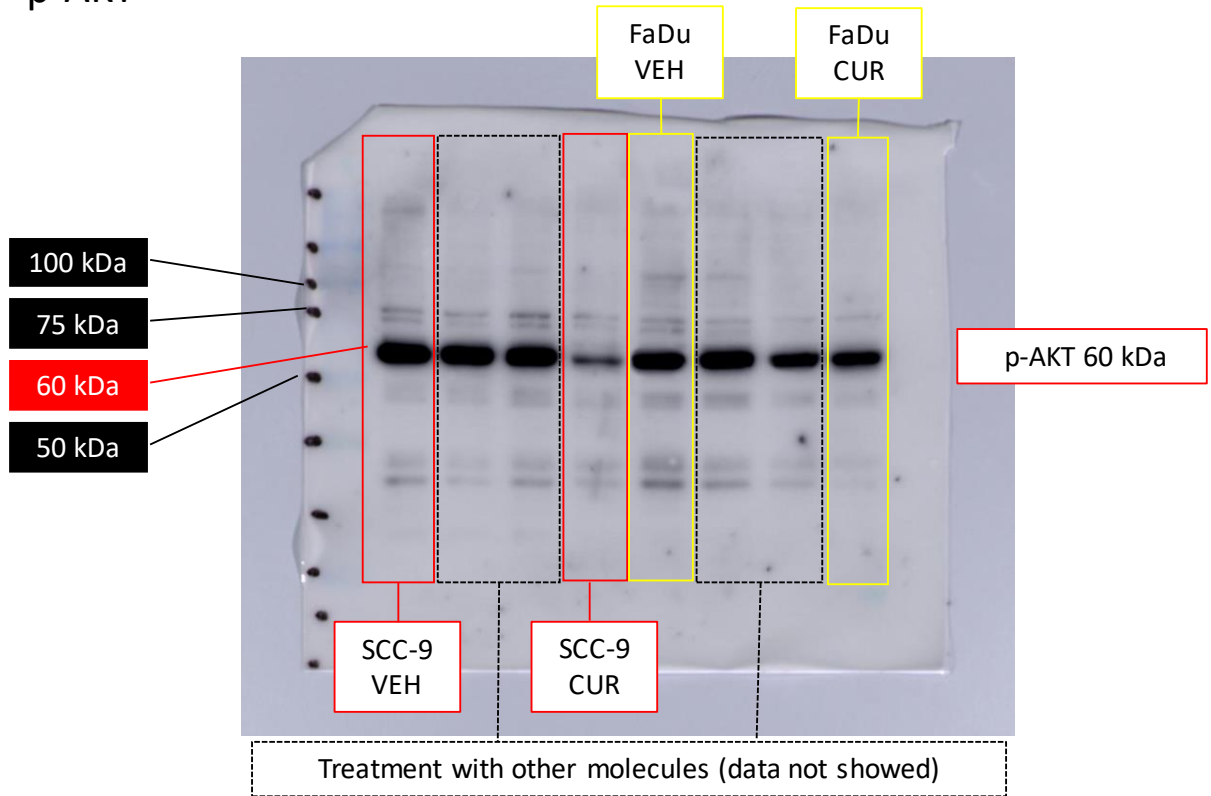 p-AKT
FaDu
VEH
FaDu
CUR
100 kDa
75 kDa
60 kDa
50 kDa
p-AKT 60 kDa
SCC-9
VEH
SCC-9
CUR
Treatment with other molecules (data not showed)